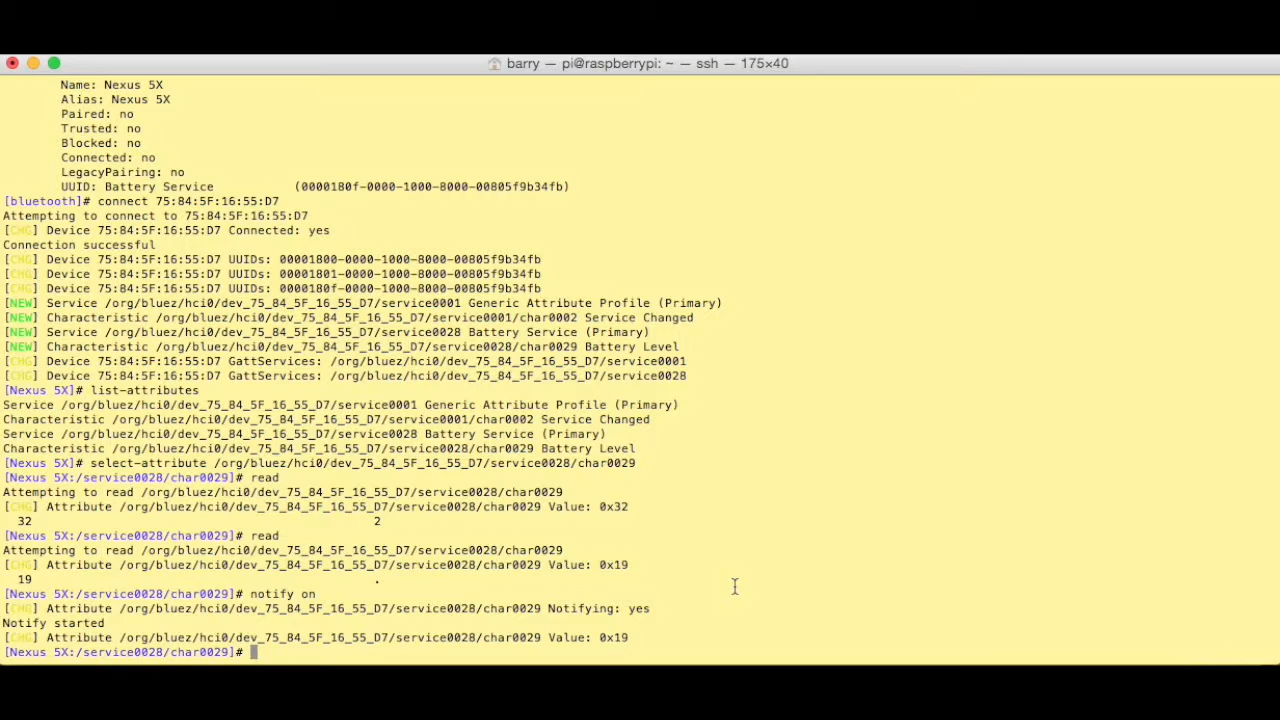 barry — pi@raspberrypi: ~ — ssh — 175×40
Name: Nexus 5X
Alias: Nexus 5X
Paired: no
Trusted: no
Blocked: no
Connected: no
LegacyPairing: no
UUID: Battery Service (0000180f-0000-1000-8000-00805f9b34fb)
[bluetooth]# connect 75:84:5F:16:55:D7
Attempting to connect to 75:84:5F:16:55:D7
[CHG] Device 75:84:5F:16:55:D7 Connected: yes
Connection successful
[CHG] Device 75:84:5F:16:55:D7 UUIDs: 00001800-0000-1000-8000-00805f9b34fb
[CHG] Device 75:84:5F:16:55:D7 UUIDs: 00001801-0000-1000-8000-00805f9b34fb
[CHG] Device 75:84:5F:16:55:D7 UUIDs: 0000180f-0000-1000-8000-00805f9b34fb
[NEW] Service /org/bluez/hci0/dev_75_84_5F_16_55_D7/service0001 Generic Attribute Profile (Primary)
[NEW] Characteristic /org/bluez/hci0/dev_75_84_5F_16_55_D7/service0001/char0002 Service Changed
[NEW] Service /org/bluez/hci0/dev_75_84_5F_16_55_D7/service0028 Battery Service (Primary)
[NEW] Characteristic /org/bluez/hci0/dev_75_84_5F_16_55_D7/service0028/char0029 Battery Level
[CHG] Device 75:84:5F:16:55:D7 GattServices: /org/bluez/hci0/dev_75_84_5F_16_55_D7/service0001
[CHG] Device 75:84:5F:16:55:D7 GattServices: /org/bluez/hci0/dev_75_84_5F_16_55_D7/service0028
[Nexus 5X]# list-attributes
Service /org/bluez/hci0/dev_75_84_5F_16_55_D7/service0001 Generic Attribute Profile (Primary)
Characteristic /org/bluez/hci0/dev_75_84_5F_16_55_D7/service0001/char0002 Service Changed
Service /org/bluez/hci0/dev_75_84_5F_16_55_D7/service0028 Battery Service (Primary)
Characteristic /org/bluez/hci0/dev_75_84_5F_16_55_D7/service0028/char0029 Battery Level
[Nexus 5X]# select-attribute /org/bluez/hci0/dev_75_84_5F_16_55_D7/service0028/char0029
[Nexus 5X:/service0028/char0029]# read
Attempting to read /org/bluez/hci0/dev_75_84_5F_16_55_D7/service0028/char0029
[CHG] Attribute /org/bluez/hci0/dev_75_84_5F_16_55_D7/service0028/char0029 Value: 0x32
32 2
[Nexus 5X:/service0028/char0029]# read
Attempting to read /org/bluez/hci0/dev_75_84_5F_16_55_D7/service0028/char0029
[CHG] Attribute /org/bluez/hci0/dev_75_84_5F_16_55_D7/service0028/char0029 Value: 0x19
19 .
[Nexus 5X:/service0028/char0029]# notify on
[CHG] Attribute /org/bluez/hci0/dev_75_84_5F_16_55_D7/service0028/char0029 Notifying: yes
Notify started
[CHG] Attribute /org/bluez/hci0/dev_75_84_5F_16_55_D7/service0028/char0029 Value: 0x19
[Nexus 5X:/service0028/char0029]#